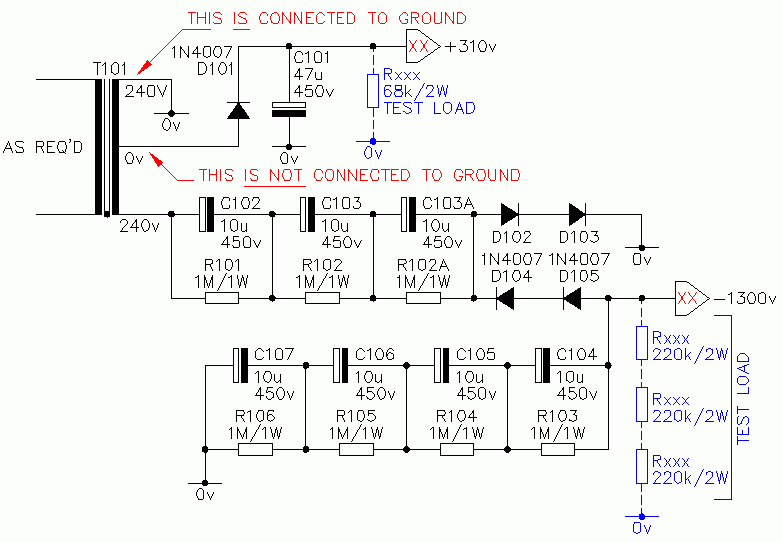 THIS IS CONNECTED TO GROUND
1N4007
D101
C101
47u
450v
XX
+310v
Rxxx
68k/2W
TEST LOAD
0v
T101
240V
0v
0v
AS REQ'D
0v
THIS IS NOT CONNECTED TO GROUND
240v
C102
10u
450v
C103
10u
450v
C103A
10u
450v
D102
D103
0v
R101
1M/1W
R102
1M/1W
R102A
1M/1W
1N4007
D104
1N4007
D105
XX
-1300v
C107
10u
450v
C106
10u
450v
C105
10u
450v
C104
10u
450v
R106
1M/1W
R105
1M/1W
R104
1M/1W
R103
1M/1W
0v
Rxxx
220k/2W
Rxxx
220k/2W
Rxxx
220k/2W
TEST LOAD
0v